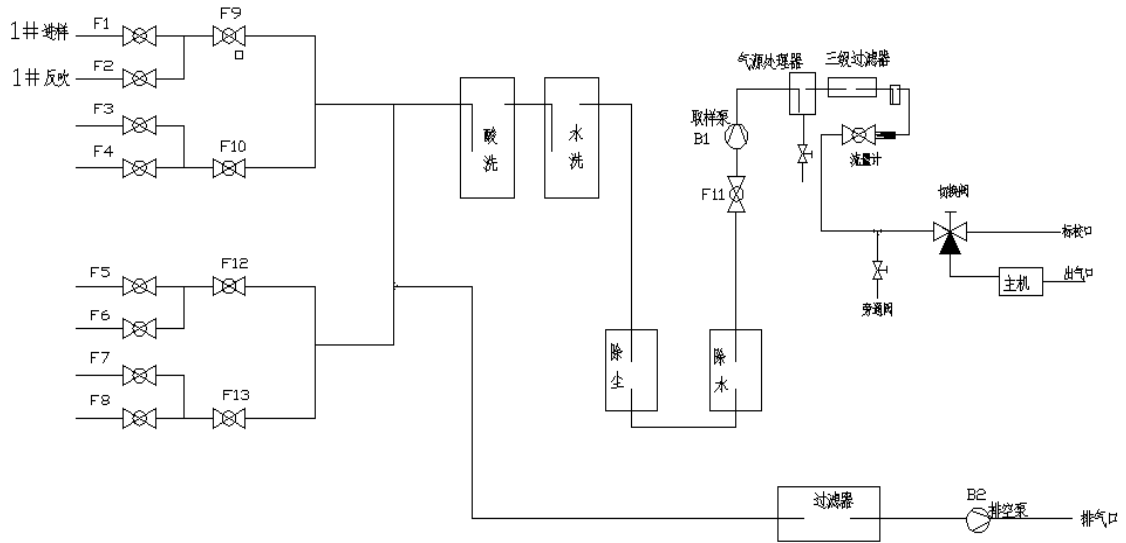 1# 进样
F1
F9
1# 反吹
F2
F3
F4
F10
酸洗
水洗
取样泵
B1
F11
气源处理器
三级过滤器
流量计
切换阀
标校口
主机
出气口
旁通阀
F5
F12
F6
F7
F8
F13
除尘
除水
过滤器
B2
排空泵
排气口